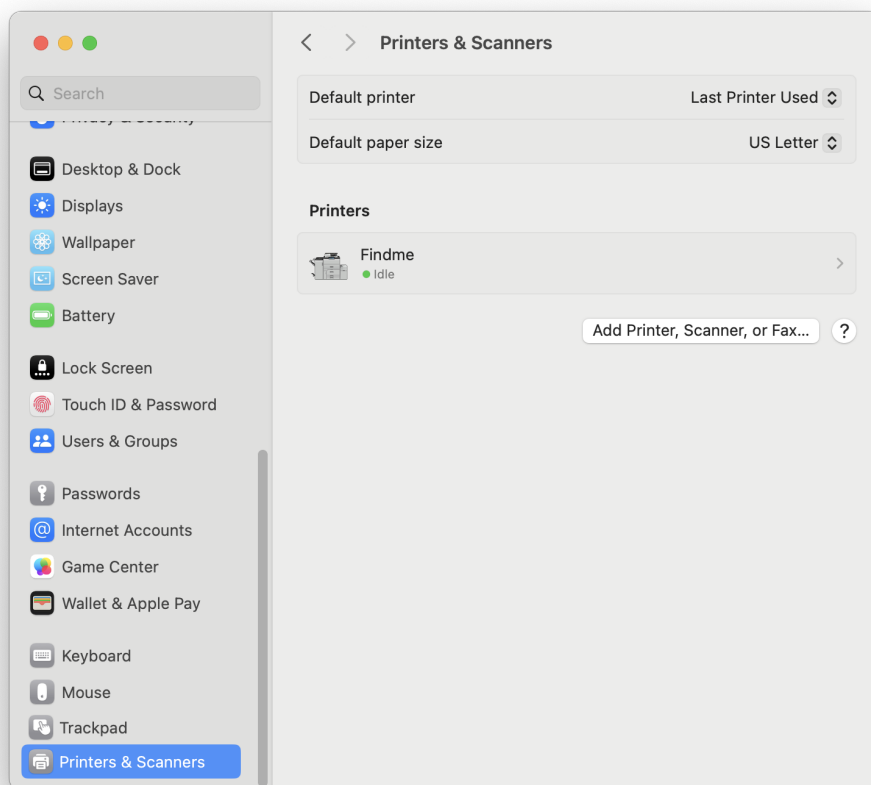 Printers & Scanners
Search
Privacy & Security
Desktop & Dock
Displays
Wallpaper
Screen Saver
Battery
Lock Screen
Touch ID & Password
Users & Groups
Passwords
Internet Accounts
Game Center
Wallet & Apple Pay
Keyboard
Mouse
Trackpad
Printers & Scanners
Default printer
Last Printer Used
Default paper size
US Letter
Printers
Findme
Idle
Add Printer, Scanner, or Fax...
?